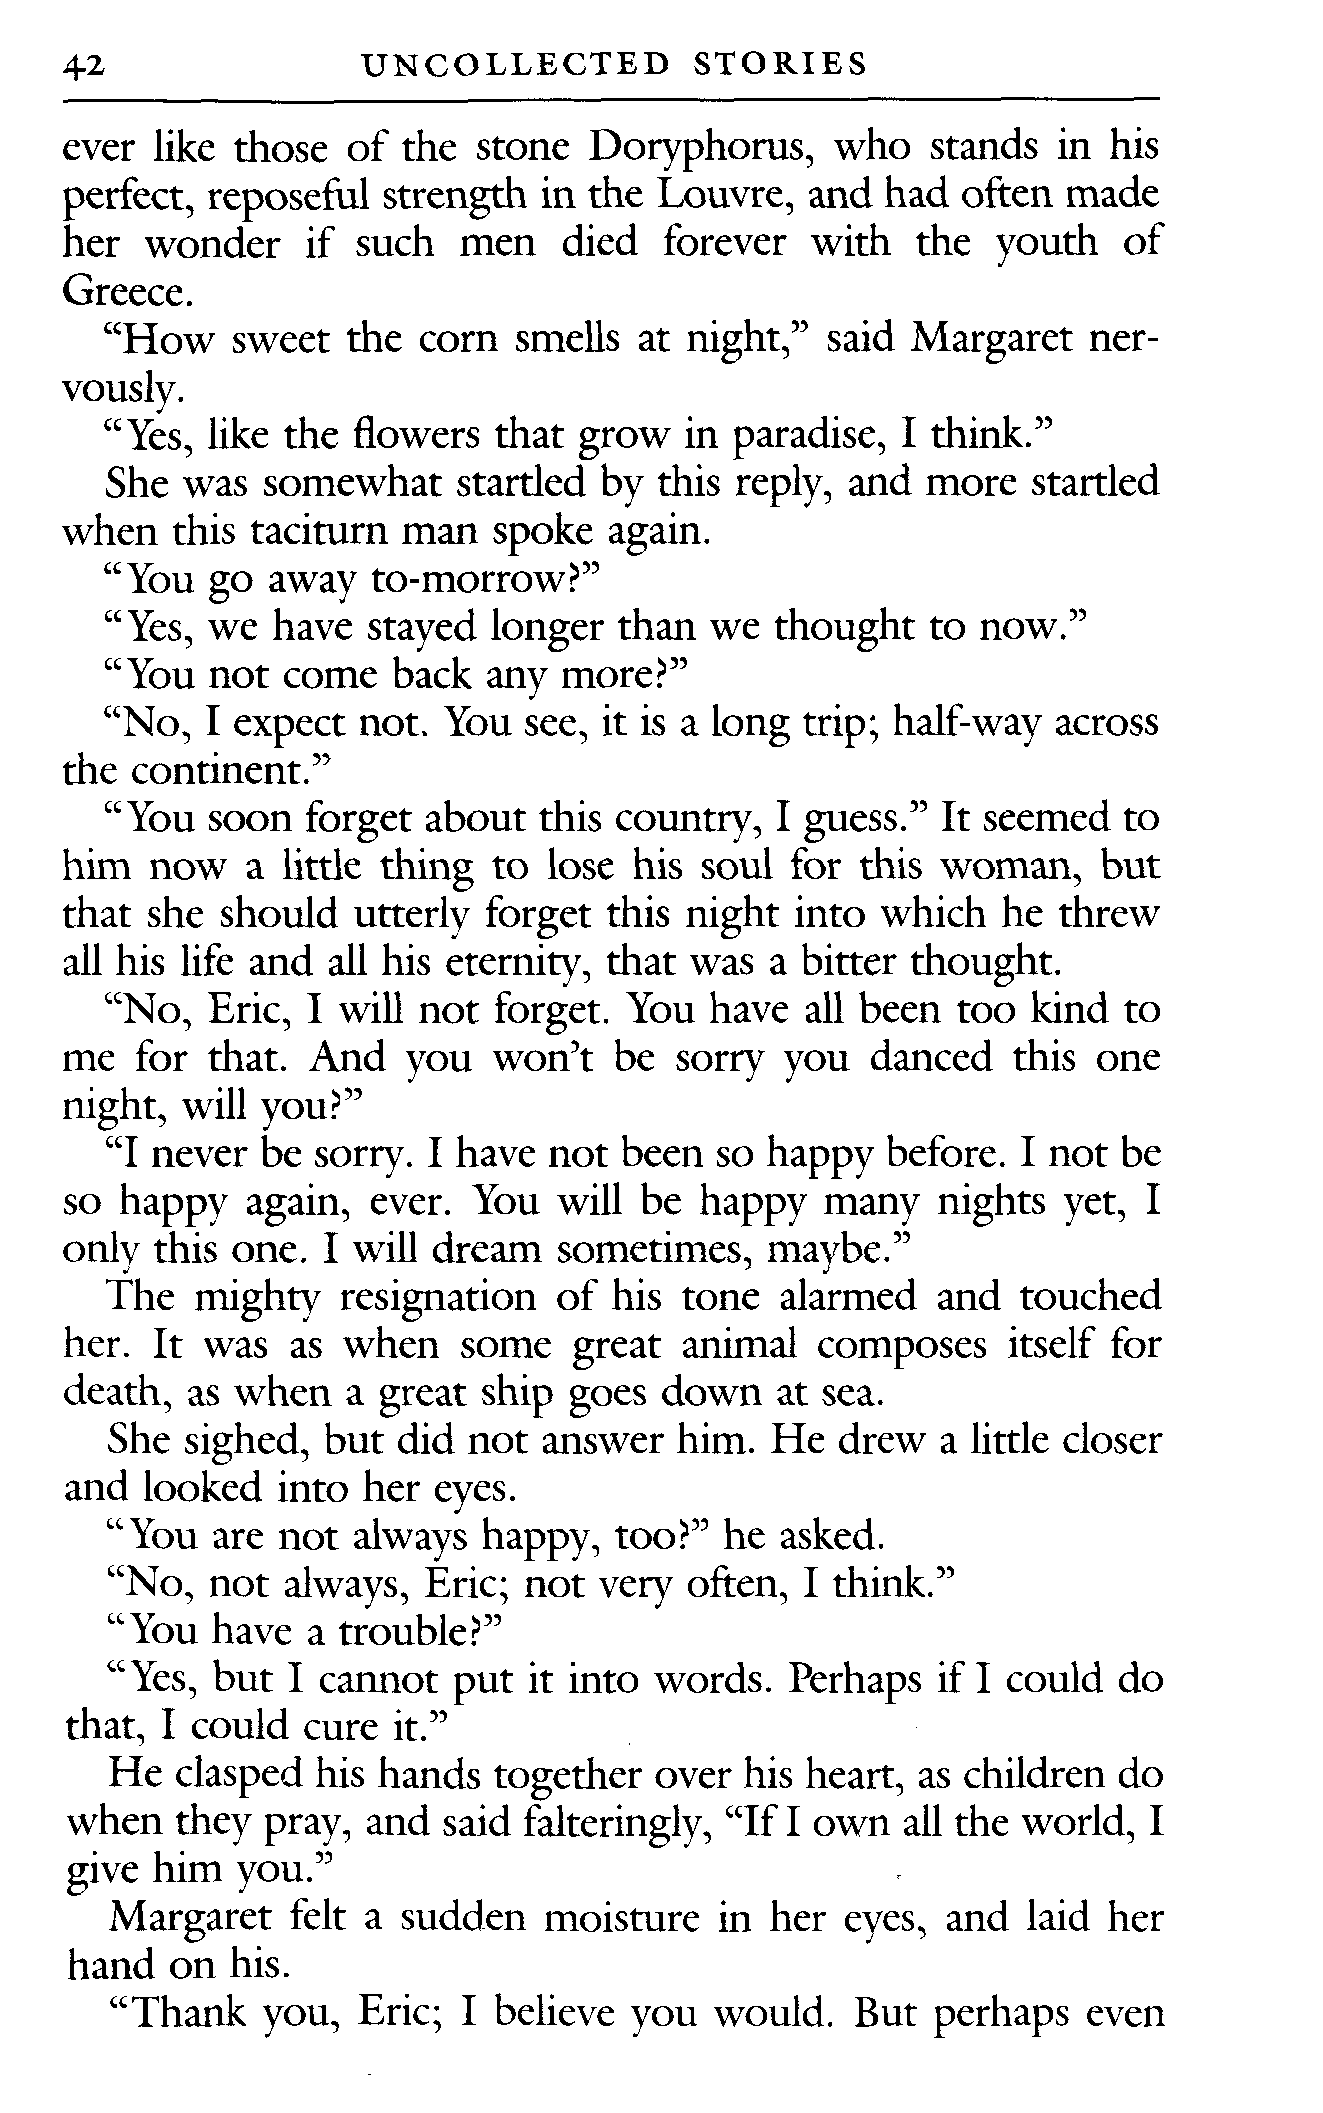 42 UNCOLLECTED STORIES
ever like those of the stone Doryphorus, who stands in his
perfect, reposeful strength in the Louvre, and had often made
her wonder if such men died forever with the youth of
Greece.
“How sweet the corn smells at night,” said Margaret ner-
vously.
“Yes, like the flowers that grow in paradise, I think.”
She was somewhat startled by this reply, and more startled
when this taciturn man spoke again.
“You go away to-morrow?”
“Yes, we have stayed longer than we thought to now.”
“You not come back any more?”
“No, I expect not. You see, it is a long trip; half-way across
the continent.”
“You soon forget about this country, I guess.” It seemed to
him now a little thing to lose his soul for this woman, but
that she should utterly forget this night into which he threw
all his life and all his eternity, that was a bitter thought.
“No, Eric, I will not forget. You have all been too kind to
me for that. And you won’t be sorry you danced this one
night, will you?”
“I never be sorry. I have not been so happy before. I not be
so happy again, ever. You will be happy many nights yet, I
only this one. I will dream sometimes, maybe.”
The mighty resignation of his tone alarmed and touched
her. It was as when some great animal composes itself for
death, as when a great ship goes down at sea.
She sighed, but did not answer him. He drew a little closer
and looked into her eyes.
“You are not always happy, too?” he asked.
“No, not always, Eric; not very often, I think.”
“You have a trouble?”
“Yes, but I cannot put it into words. Perhaps if I could do
that, I could cure it.”
He clasped his hands together over his heart, as children do
when they pray, and said falteringly, “If I own all the world, I
give him you.”
Margaret felt a sudden moisture in her eyes, and laid her
hand on his.
“Thank you, Eric; I believe you would. But perhaps even